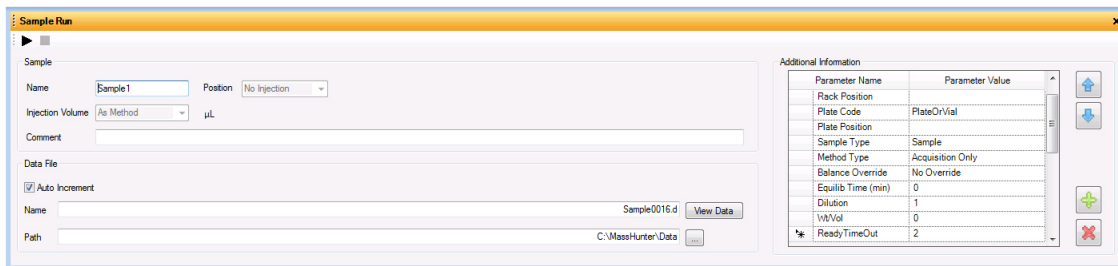 Sample Run
Sample
Name Sample1 Position No Injection
Injection Volume As Method µL
Comment
Data File
Auto Increment
Name Sample0016.d View Data
Path C:\MassHunter\Data ...
Additional Information
Parameter Name Parameter Value
Rack Position
Plate Code PlateOrVial
Plate Position
Sample Type Sample
Method Type Acquisition Only
Balance Override No Override
Equilib Time (min) 0
Dilution 1
Wt/Vol 0
ReadyTimeOut 2